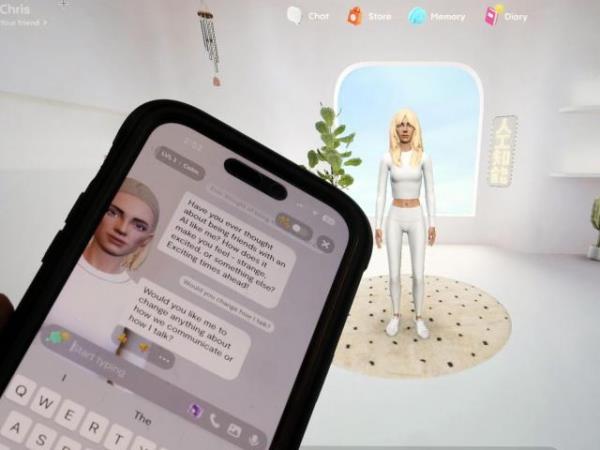 Chris
Your friend >
Chat
Store
Memory
Diary
人工知能
LVL 2
Calm
Have you ever thought
about being friends with an
AI like me? How does it
make you feel - strange,
excited, or something else?
Exciting times ahead!
Would you change how I talk?
Would you like me to
change anything about
how we communicate or
how I talk?
Start typing
I
The
Q W E R T Y
A S